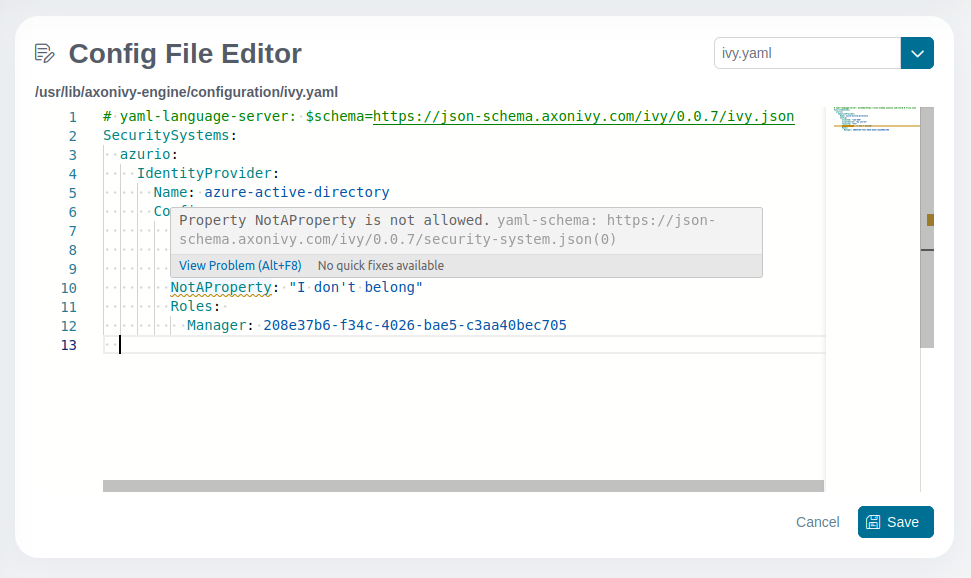 Config File Editor
ivy.yaml
/usr/lib/axonivy-engine/configuration/ivy.yaml
1 # yaml-language-server: $schema=https://json-schema.axonivy.com/ivy/0.0.7/ivy.json
2 SecuritySystems:
3 azurio:
4 IdentityProvider:
5 Name: azure-active-directory
6
7
8
9
Property NotAProperty is not allowed. yaml-schema: https://json-
schema.axonivy.com/ivy/0.0.7/security-system.json(0)
View Problem (Alt+F8) No quick fixes available
10 NotAProperty: "I don't belong"
11 Roles:
12 Manager: 208e37b6-f34c-4026-bae5-c3aa40bec705
13
Cancel Save